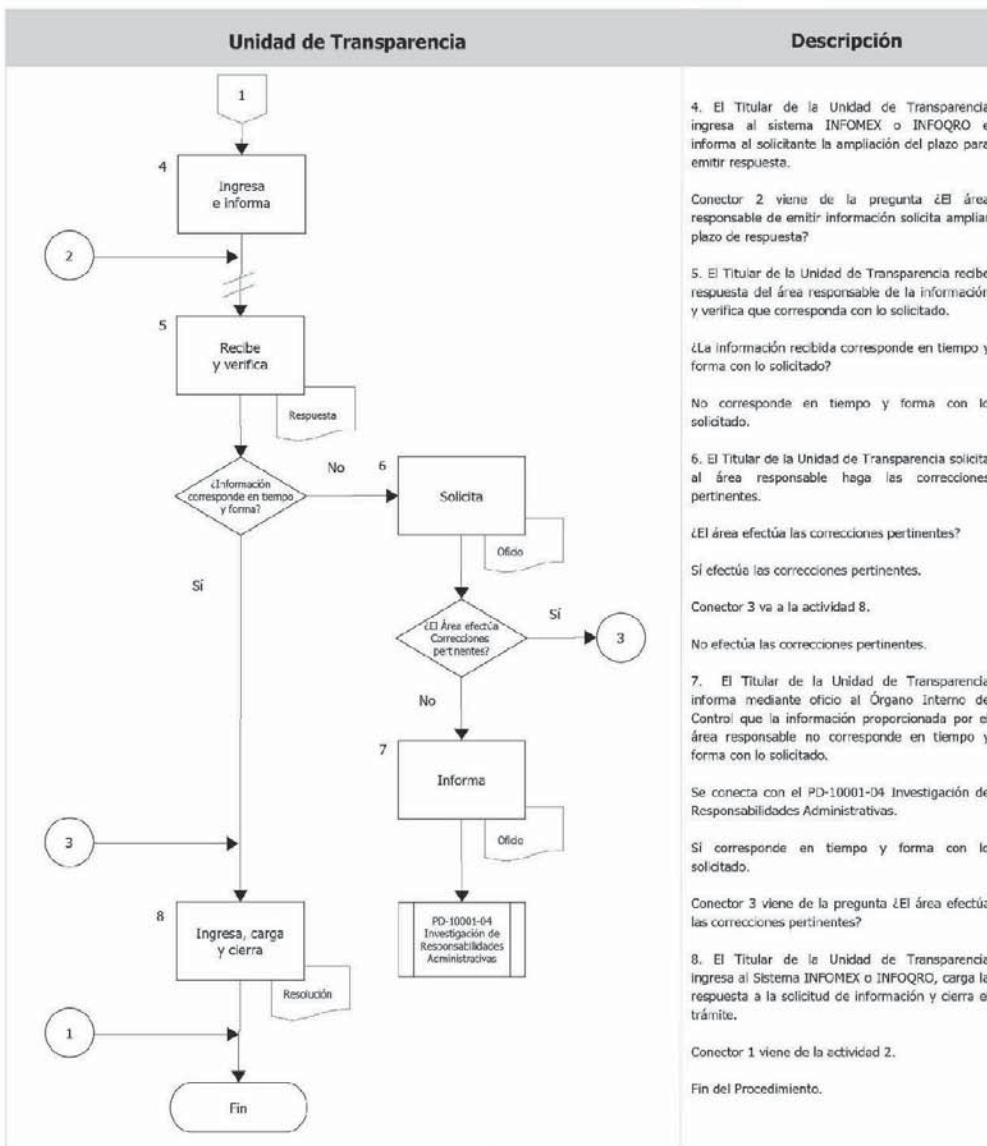 Unidad de Transparencia
Descripción
1
4
Ingresa
e informa
2
5
Recibe
y verifica
Respuesta
¿Información
corresponde en tiempo
y forma?
No
6
Solicita
Oficio
Sí
¿El Área efectúa
Correcciones
pertinentes?
Sí
3
No
7
Informa
Oficio
3
8
Ingresa, carga
y cierra
Resolución
PD-10001-04
Investigación de
Responsabilidades
Administrativas
1
Fin
4. El Titular de la Unidad de Transparencia
ingresa al sistema INFOMEX o INFOQRO e
informa al solicitante la ampliación del plazo para
emitir respuesta.
Conector 2 viene de la pregunta ¿El área
responsable de emitir información solicita ampliar
plazo de respuesta?
5. El Titular de la Unidad de Transparencia recibe
respuesta del área responsable de la información
y verifica que corresponda con lo solicitado.
¿La información recibida corresponde en tiempo y
forma con lo solicitado?
No corresponde en tiempo y forma con lo
solicitado.
6. El Titular de la Unidad de Transparencia solicita
al área responsable haga las correcciones
pertinentes.
¿El área efectúa las correcciones pertinentes?
Sí efectúa las correcciones pertinentes.
Conector 3 va a la actividad 8.
No efectúa las correcciones pertinentes.
7. El Titular de la Unidad de Transparencia
informa mediante oficio al Órgano Interno de
Control que la información proporcionada por el
área responsable no corresponde en tiempo y
forma con lo solicitado.
Se conecta con el PD-10001-04 Investigación de
Responsabilidades Administrativas.
Sí corresponde en tiempo y forma con lo
solicitado.
Conector 3 viene de la pregunta ¿El área efectúa
las correcciones pertinentes?
8. El Titular de la Unidad de Transparencia
ingresa al Sistema INFOMEX o INFOQRO, carga la
respuesta a la solicitud de información y cierra el
trámite.
Conector 1 viene de la actividad 2.
Fin del Procedimiento.